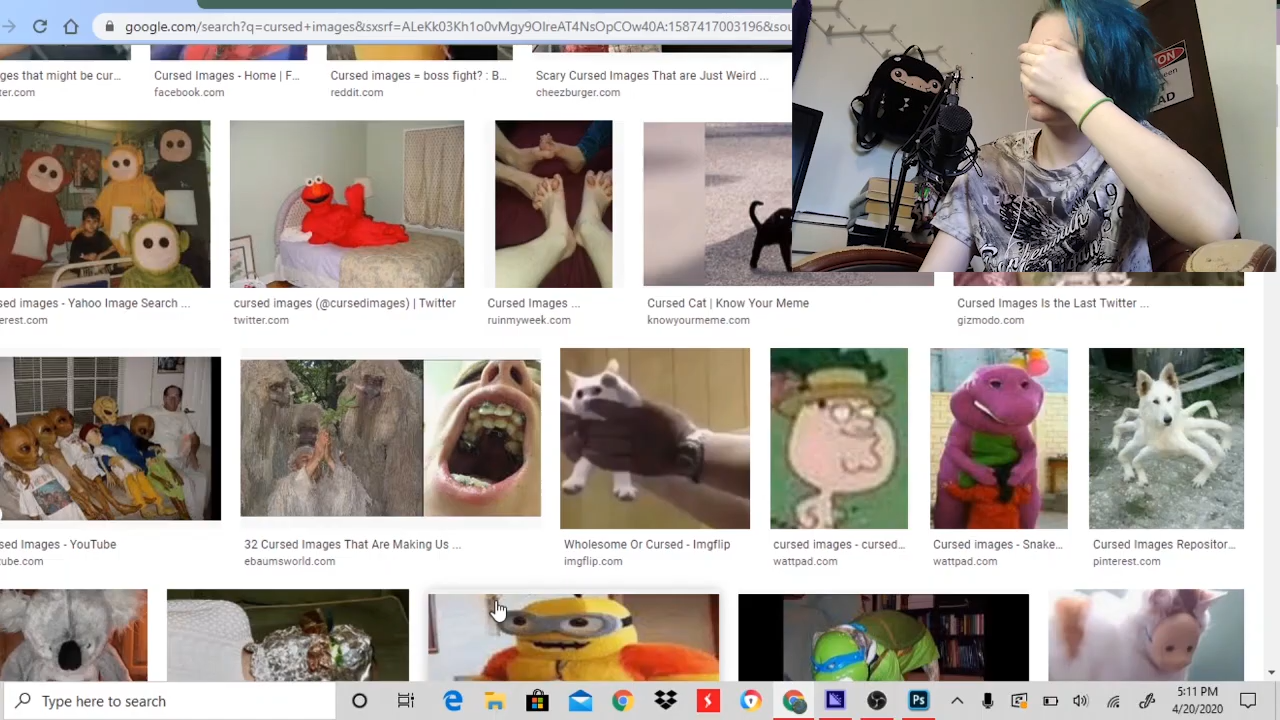 google.com/search?q=cursed+images&sxsrf=ALeKk03Kh1o0vMgy9OIreAT4NsOpCOw40A:1587417003196&sou
ges that might be cur...
ter.com
Cursed Images - Home | F...
facebook.com
Cursed images = boss fight? : B...
reddit.com
Scary Cursed Images That are Just Weird ...
cheezburger.com
sed images - Yahoo Image Search ...
erest.com
cursed images (@cursedimages) | Twitter
twitter.com
Cursed Images ...
ruinmyweek.com
Cursed Cat | Know Your Meme
knowyourmeme.com
Cursed Images Is the Last Twitter ...
gizmodo.com
sed Images - YouTube
tube.com
32 Cursed Images That Are Making Us ...
ebaumsworld.com
Wholesome Or Cursed - Imgflip
imgflip.com
cursed images - cursed...
wattpad.com
Cursed images - Snake...
wattpad.com
Cursed Images Repositor...
pinterest.com
Type here to search
Ps
5:11 PM
4/20/2020